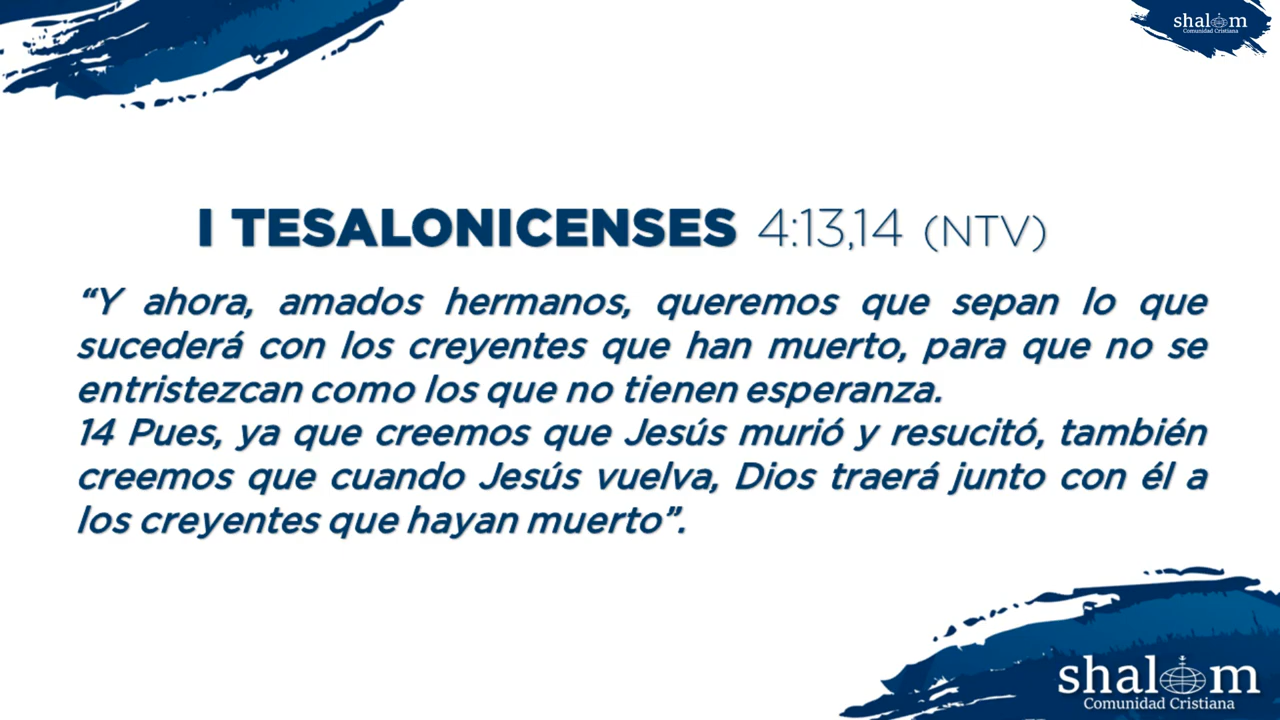 shalom
Comunidad Cristiana
I TESALONICENSES 4:13,14 (NTV)
“Y ahora, amados hermanos, queremos que sepan lo que
sucederá con los creyentes que han muerto, para que no se
entristezcan como los que no tienen esperanza.
14 Pues, ya que creemos que Jesús murió y resucitó, también
creemos que cuando Jesús vuelva, Dios traerá junto con él a
los creyentes que hayan muerto”.
shalom
Comunidad Cristiana